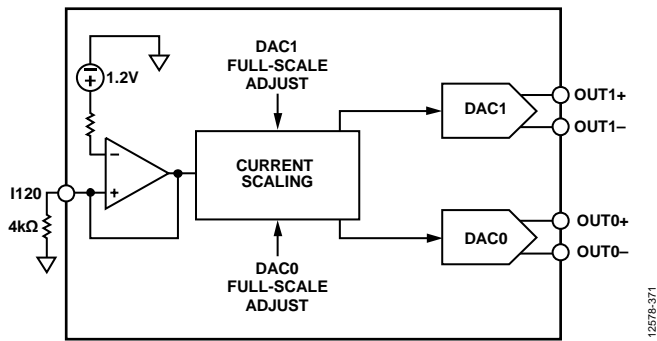 DAC1
FULL-SCALE
ADJUST
1.2V
DAC1
OUT1+
OUT1–
–
+
I120
4kΩ
CURRENT
SCALING
DAC0
OUT0+
OUT0–
DAC0
FULL-SCALE
ADJUST
12578-371